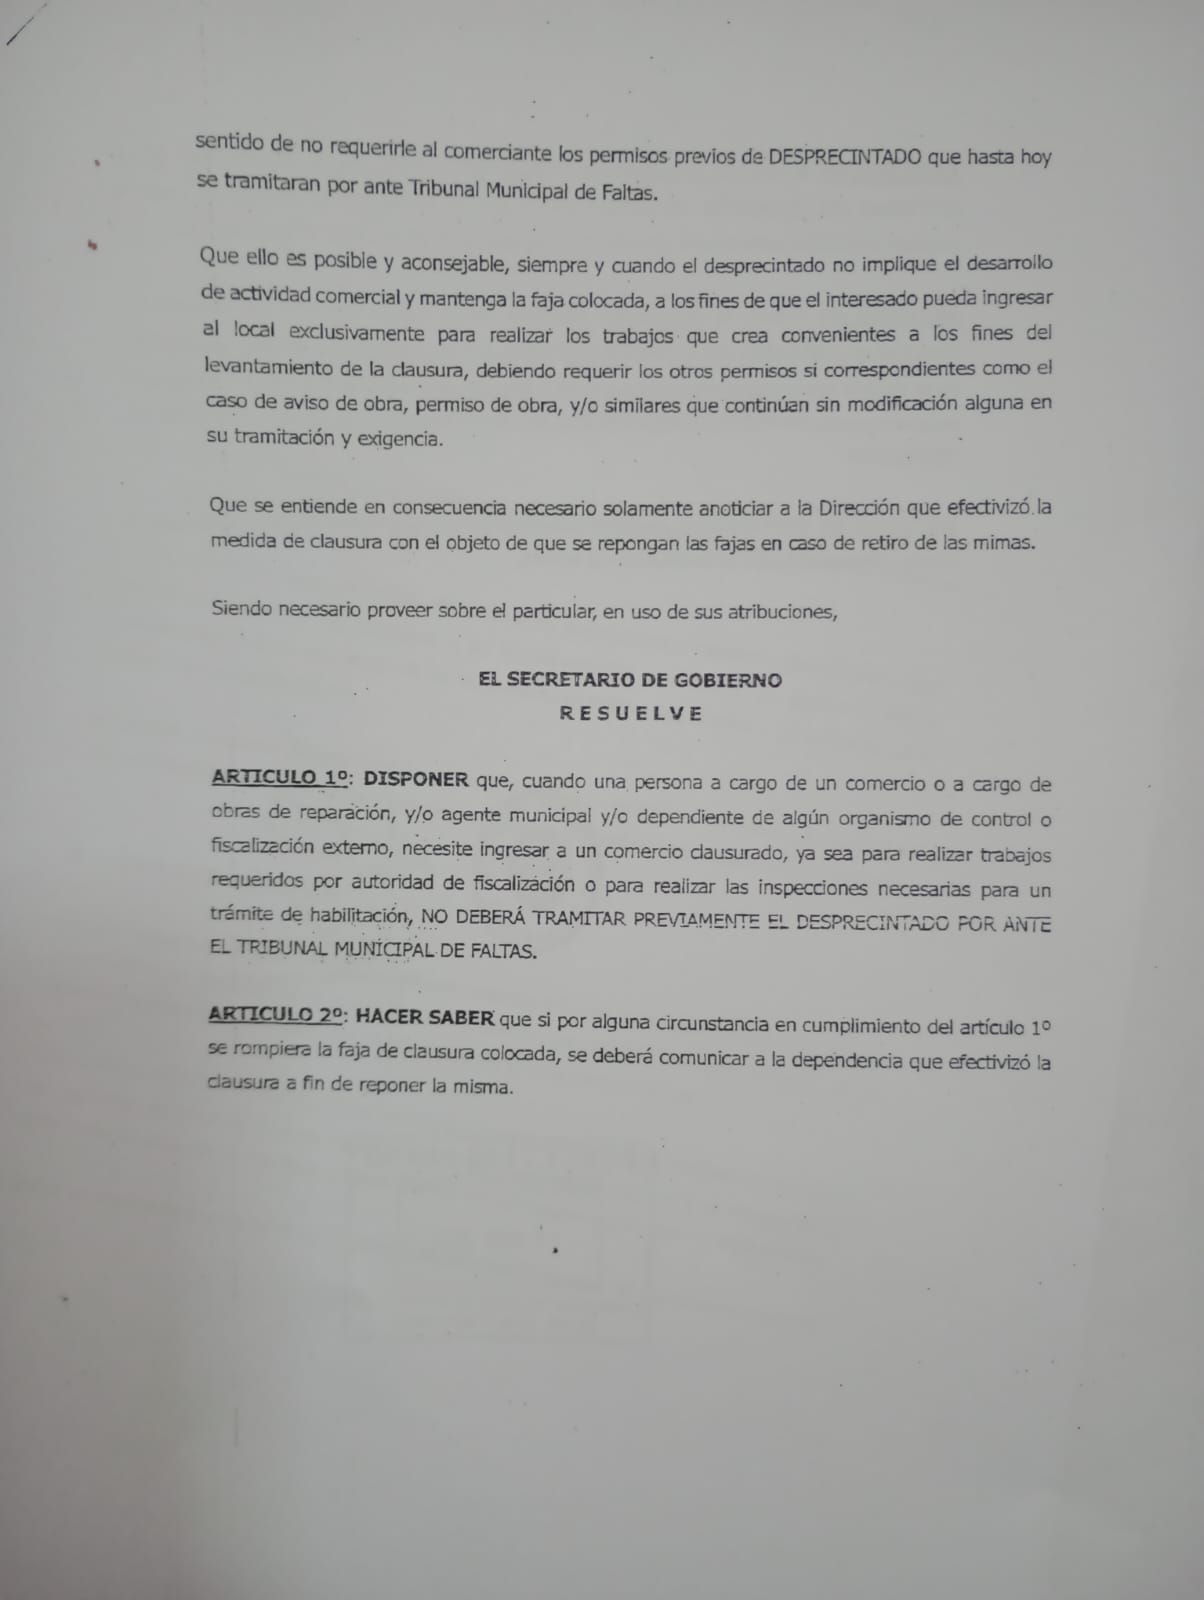 sentido de no requerirle al comerciante los permisos previos de DESPRECINTADO que hasta hoy
se tramitaran por ante Tribunal Municipal de Faltas.
Que ello es posible y aconsejable, siempre y cuando el desprecintado no implique el desarrollo
de actividad comercial y mantenga la faja colocada, a los fines de que el interesado pueda ingresar
al local exclusivamente para realizar los trabajos que crea convenientes a los fines del
levantamiento de la clausura, debiendo requerir los otros permisos si correspondientes como el
caso de aviso de obra, permiso de obra, y/o similares que continúan sin modificación alguna en
su tramitación y exigencia.
Que se entiende en consecuencia necesario solamente anoticiar a la Dirección que efectivizó la
medida de clausura con el objeto de que se repongan las fajas en caso de retiro de las mimas.
Siendo necesario proveer sobre el particular, en uso de sus atribuciones,
EL SECRETARIO DE GOBIERNO
R E S U E L V E
ARTICULO 1º: DISPONER que, cuando una persona a cargo de un comercio o a cargo de
obras de reparación, y/o agente municipal y/o dependiente de algún organismo de control o
fiscalización externo, necesite ingresar a un comercio clausurado, ya sea para realizar trabajos
requeridos por autoridad de fiscalización o para realizar las inspecciones necesarias para un
trámite de habilitación, NO DEBERÁ TRAMITAR PREVIAMENTE EL DESPRECINTADO POR ANTE
EL TRIBUNAL MUNICIPAL DE FALTAS.
ARTICULO 2º: HACER SABER que si por alguna circunstancia en cumplimiento del artículo 1º
se rompiera la faja de clausura colocada, se deberá comunicar a la dependencia que efectivizó la
clausura a fin de reponer la misma.